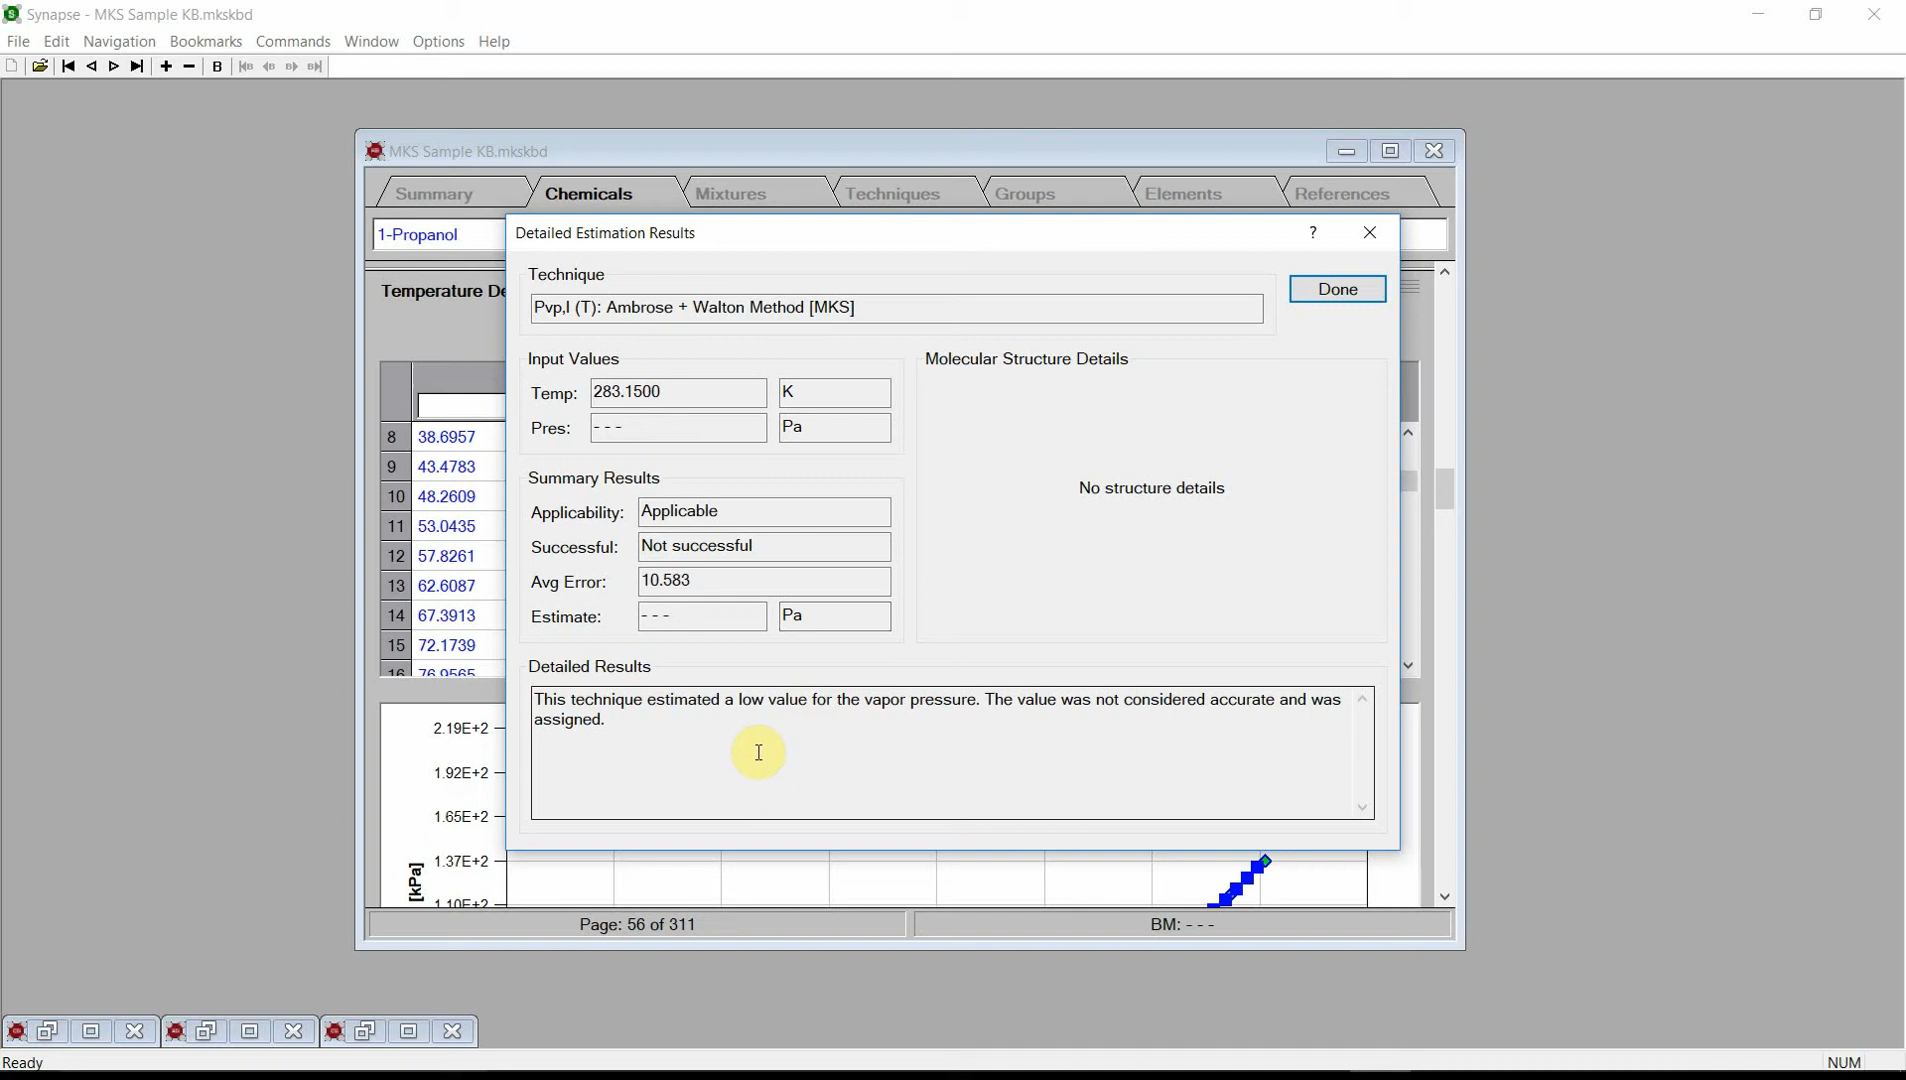 Synapse - MKS Sample KB.mkskbd
File Edit Navigation Bookmarks Commands Window Options Help
B
MKS Sample KB.mkskbd
Summary Chemicals Mixtures Techniques Groups Elements References
1-Propanol
Detailed Estimation Results
?
Technique
Done
Pvp,l (T): Ambrose + Walton Method [MKS]
Input Values
Temp: 283.1500 K
Pres: - - - Pa
Summary Results
Applicability: Applicable
Successful: Not successful
Avg Error: 10.583
Estimate: - - - Pa
Molecular Structure Details
No structure details
Detailed Results
This technique estimated a low value for the vapor pressure. The value was not considered accurate and was
assigned.
Temperature De
8 38.6957
9 43.4783
10 48.2609
11 53.0435
12 57.8261
13 62.6087
14 67.3913
15 72.1739
16 76.9565
2.19E+2
1.92E+2
1.65E+2
1.37E+2
1.10E+2
[kPa]
Page: 56 of 311
BM: - - -
Ready
NUM